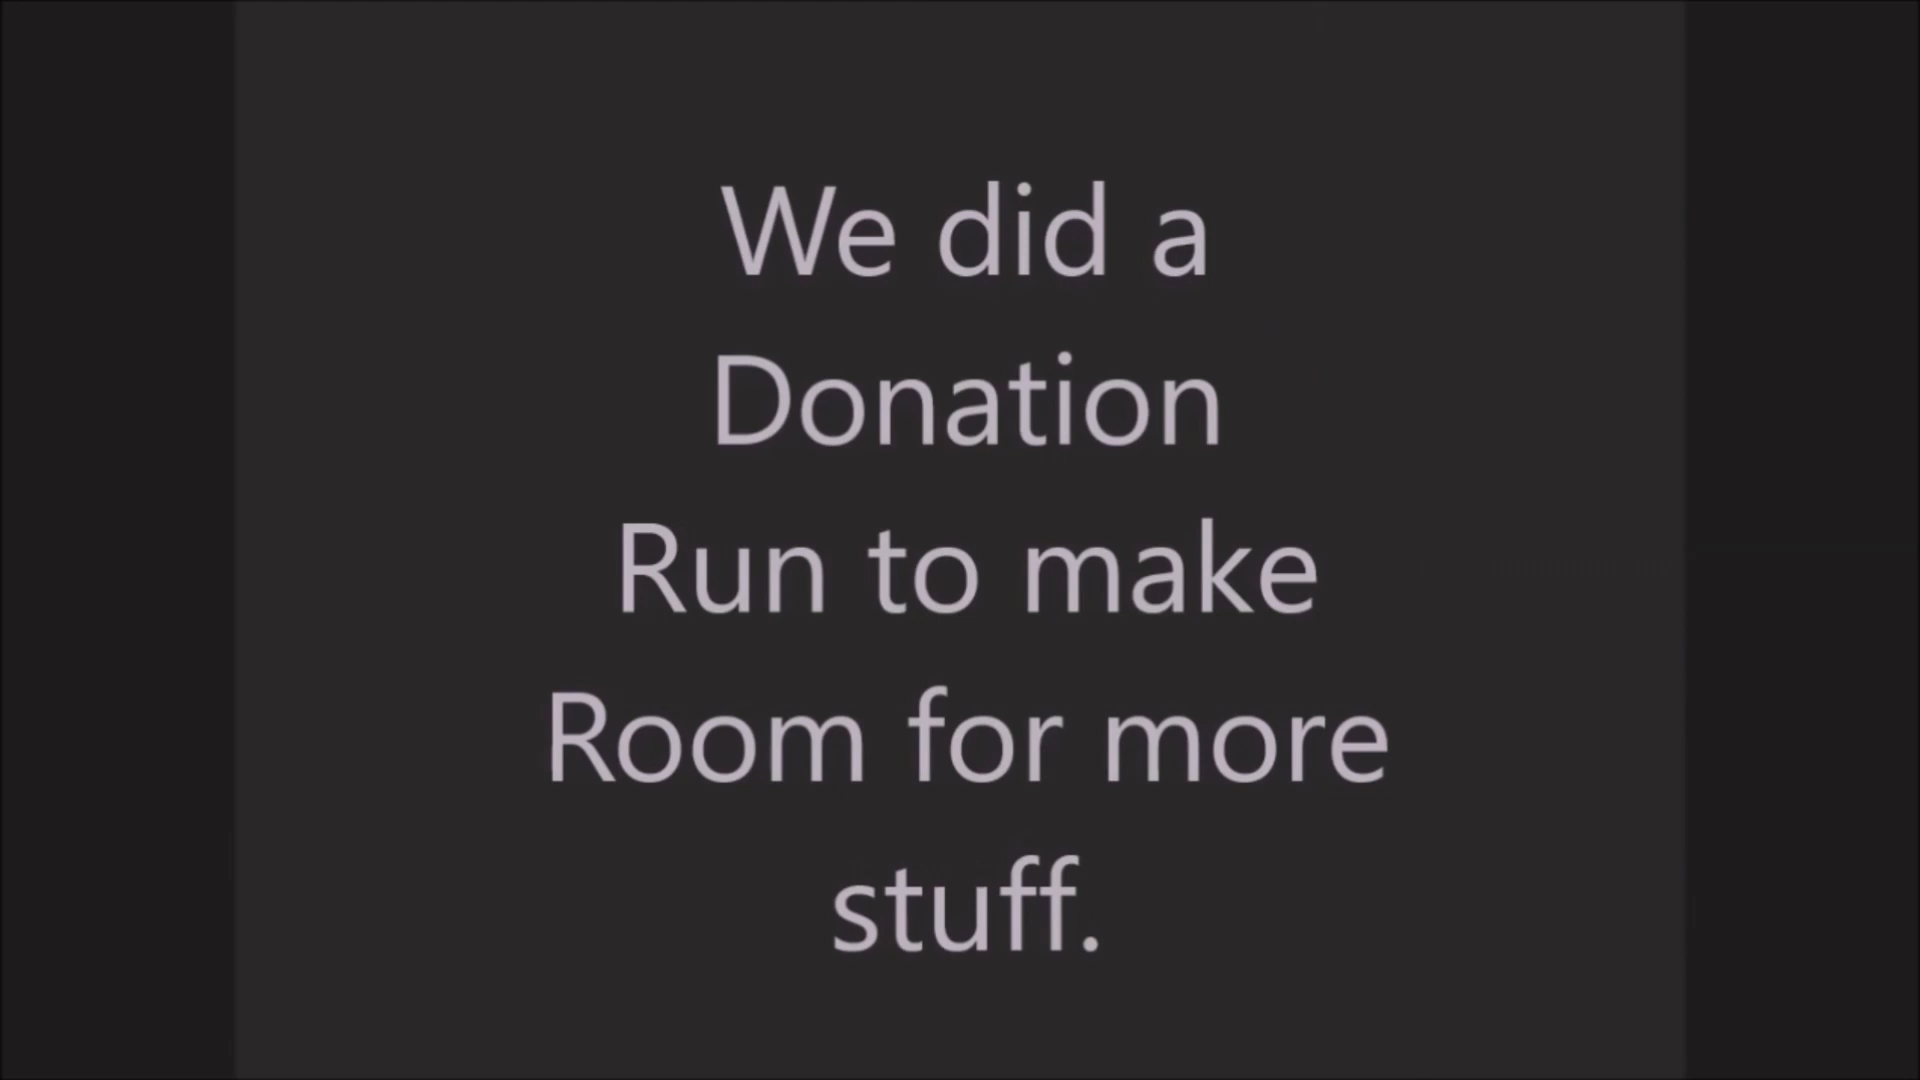 We did a
Donation
Run to make
Room for more
stuff.